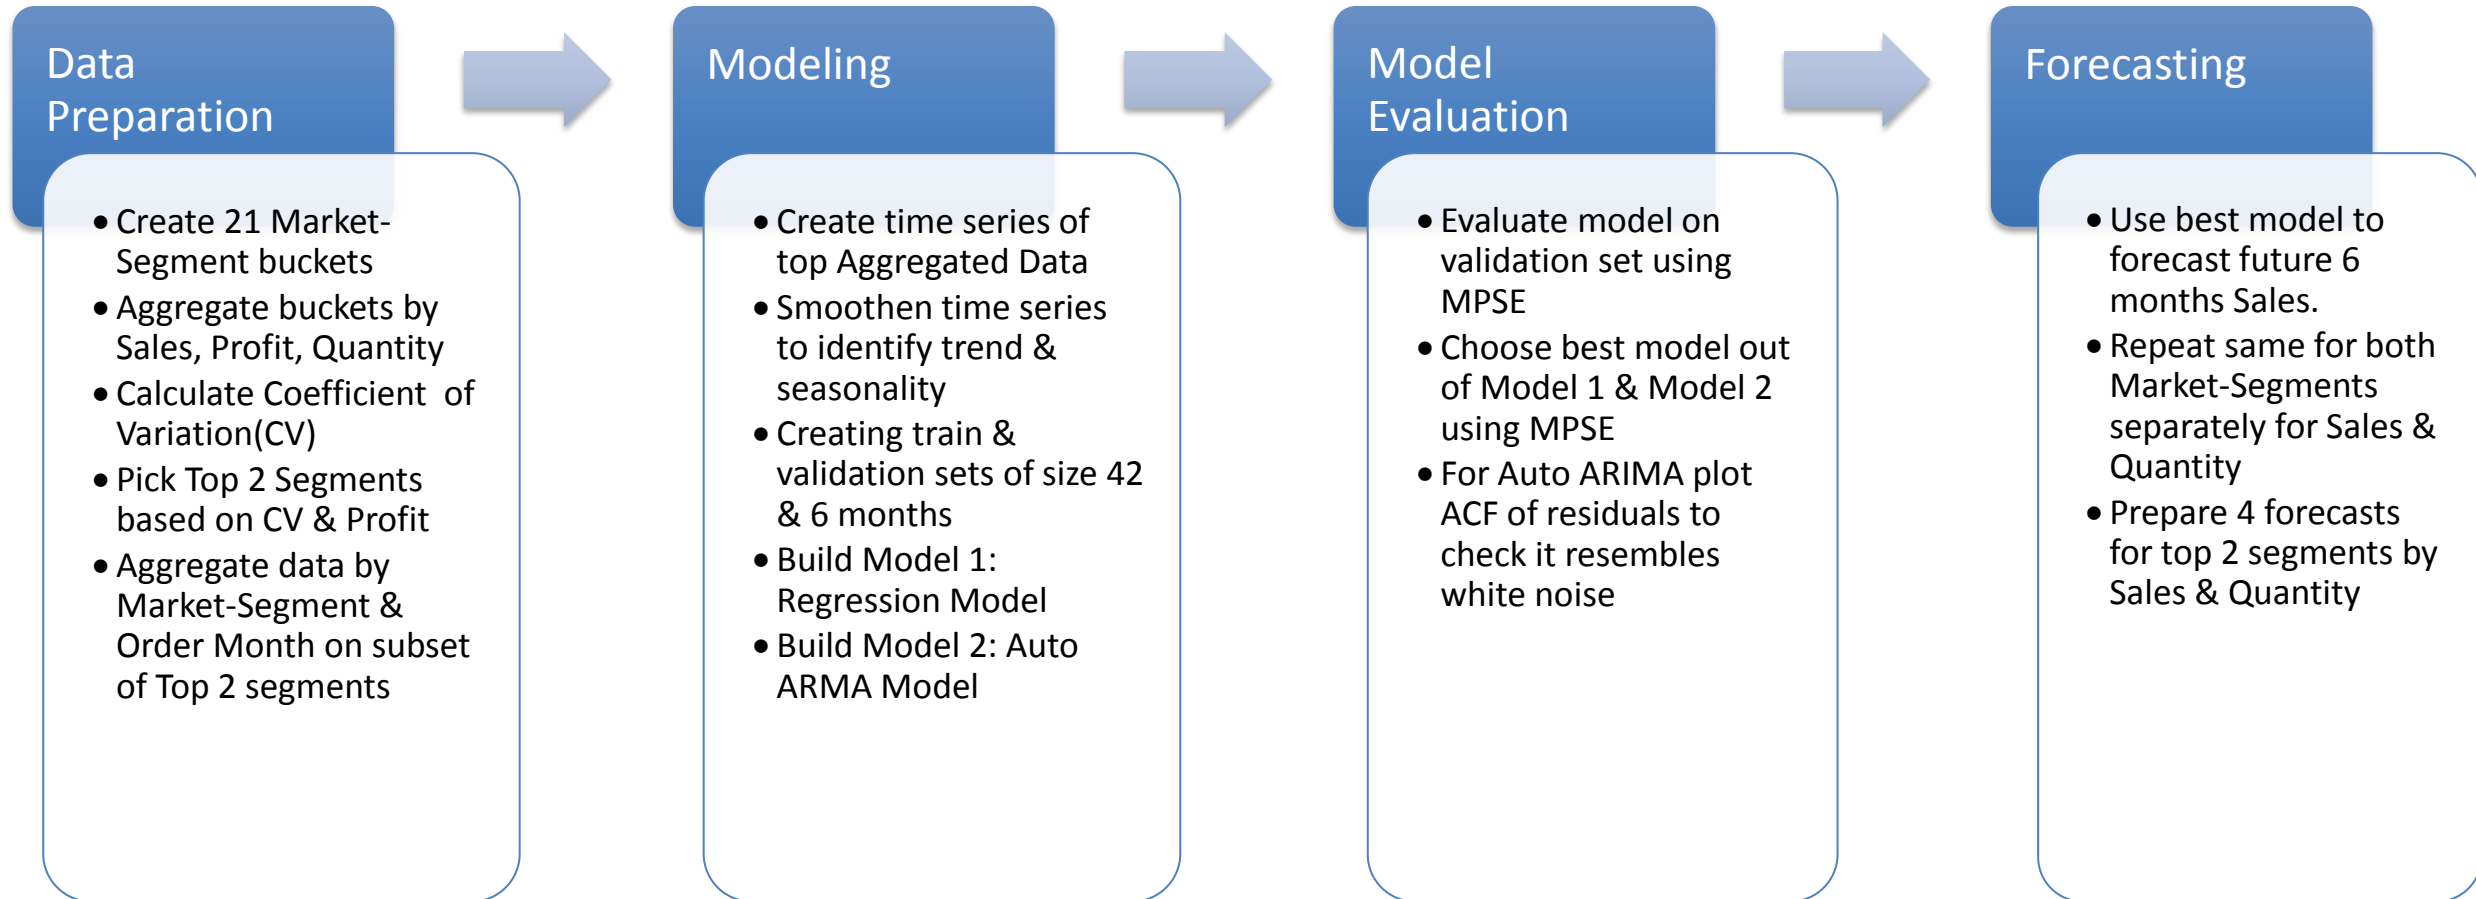 Data
Preparation
• Create 21 Market-
Segment buckets
• Aggregate buckets by
Sales, Profit, Quantity
• Calculate Coefficient of
Variation(CV)
• Pick Top 2 Segments
based on CV & Profit
• Aggregate data by
Market-Segment &
Order Month on subset
of Top 2 segments
Modeling
• Create time series of
top Aggregated Data
• Smoothen time series
to identify trend &
seasonality
• Creating train &
validation sets of size 42
& 6 months
• Build Model 1:
Regression Model
• Build Model 2: Auto
ARMA Model
Model
Evaluation
• Evaluate model on
validation set using
MPSE
• Choose best model out
of Model 1 & Model 2
using MPSE
• For Auto ARIMA plot
ACF of residuals to
check it resembles
white noise
Forecasting
• Use best model to
forecast future 6
months Sales.
• Repeat same for both
Market-Segments
separately for Sales &
Quantity
• Prepare 4 forecasts
for top 2 segments by
Sales & Quantity